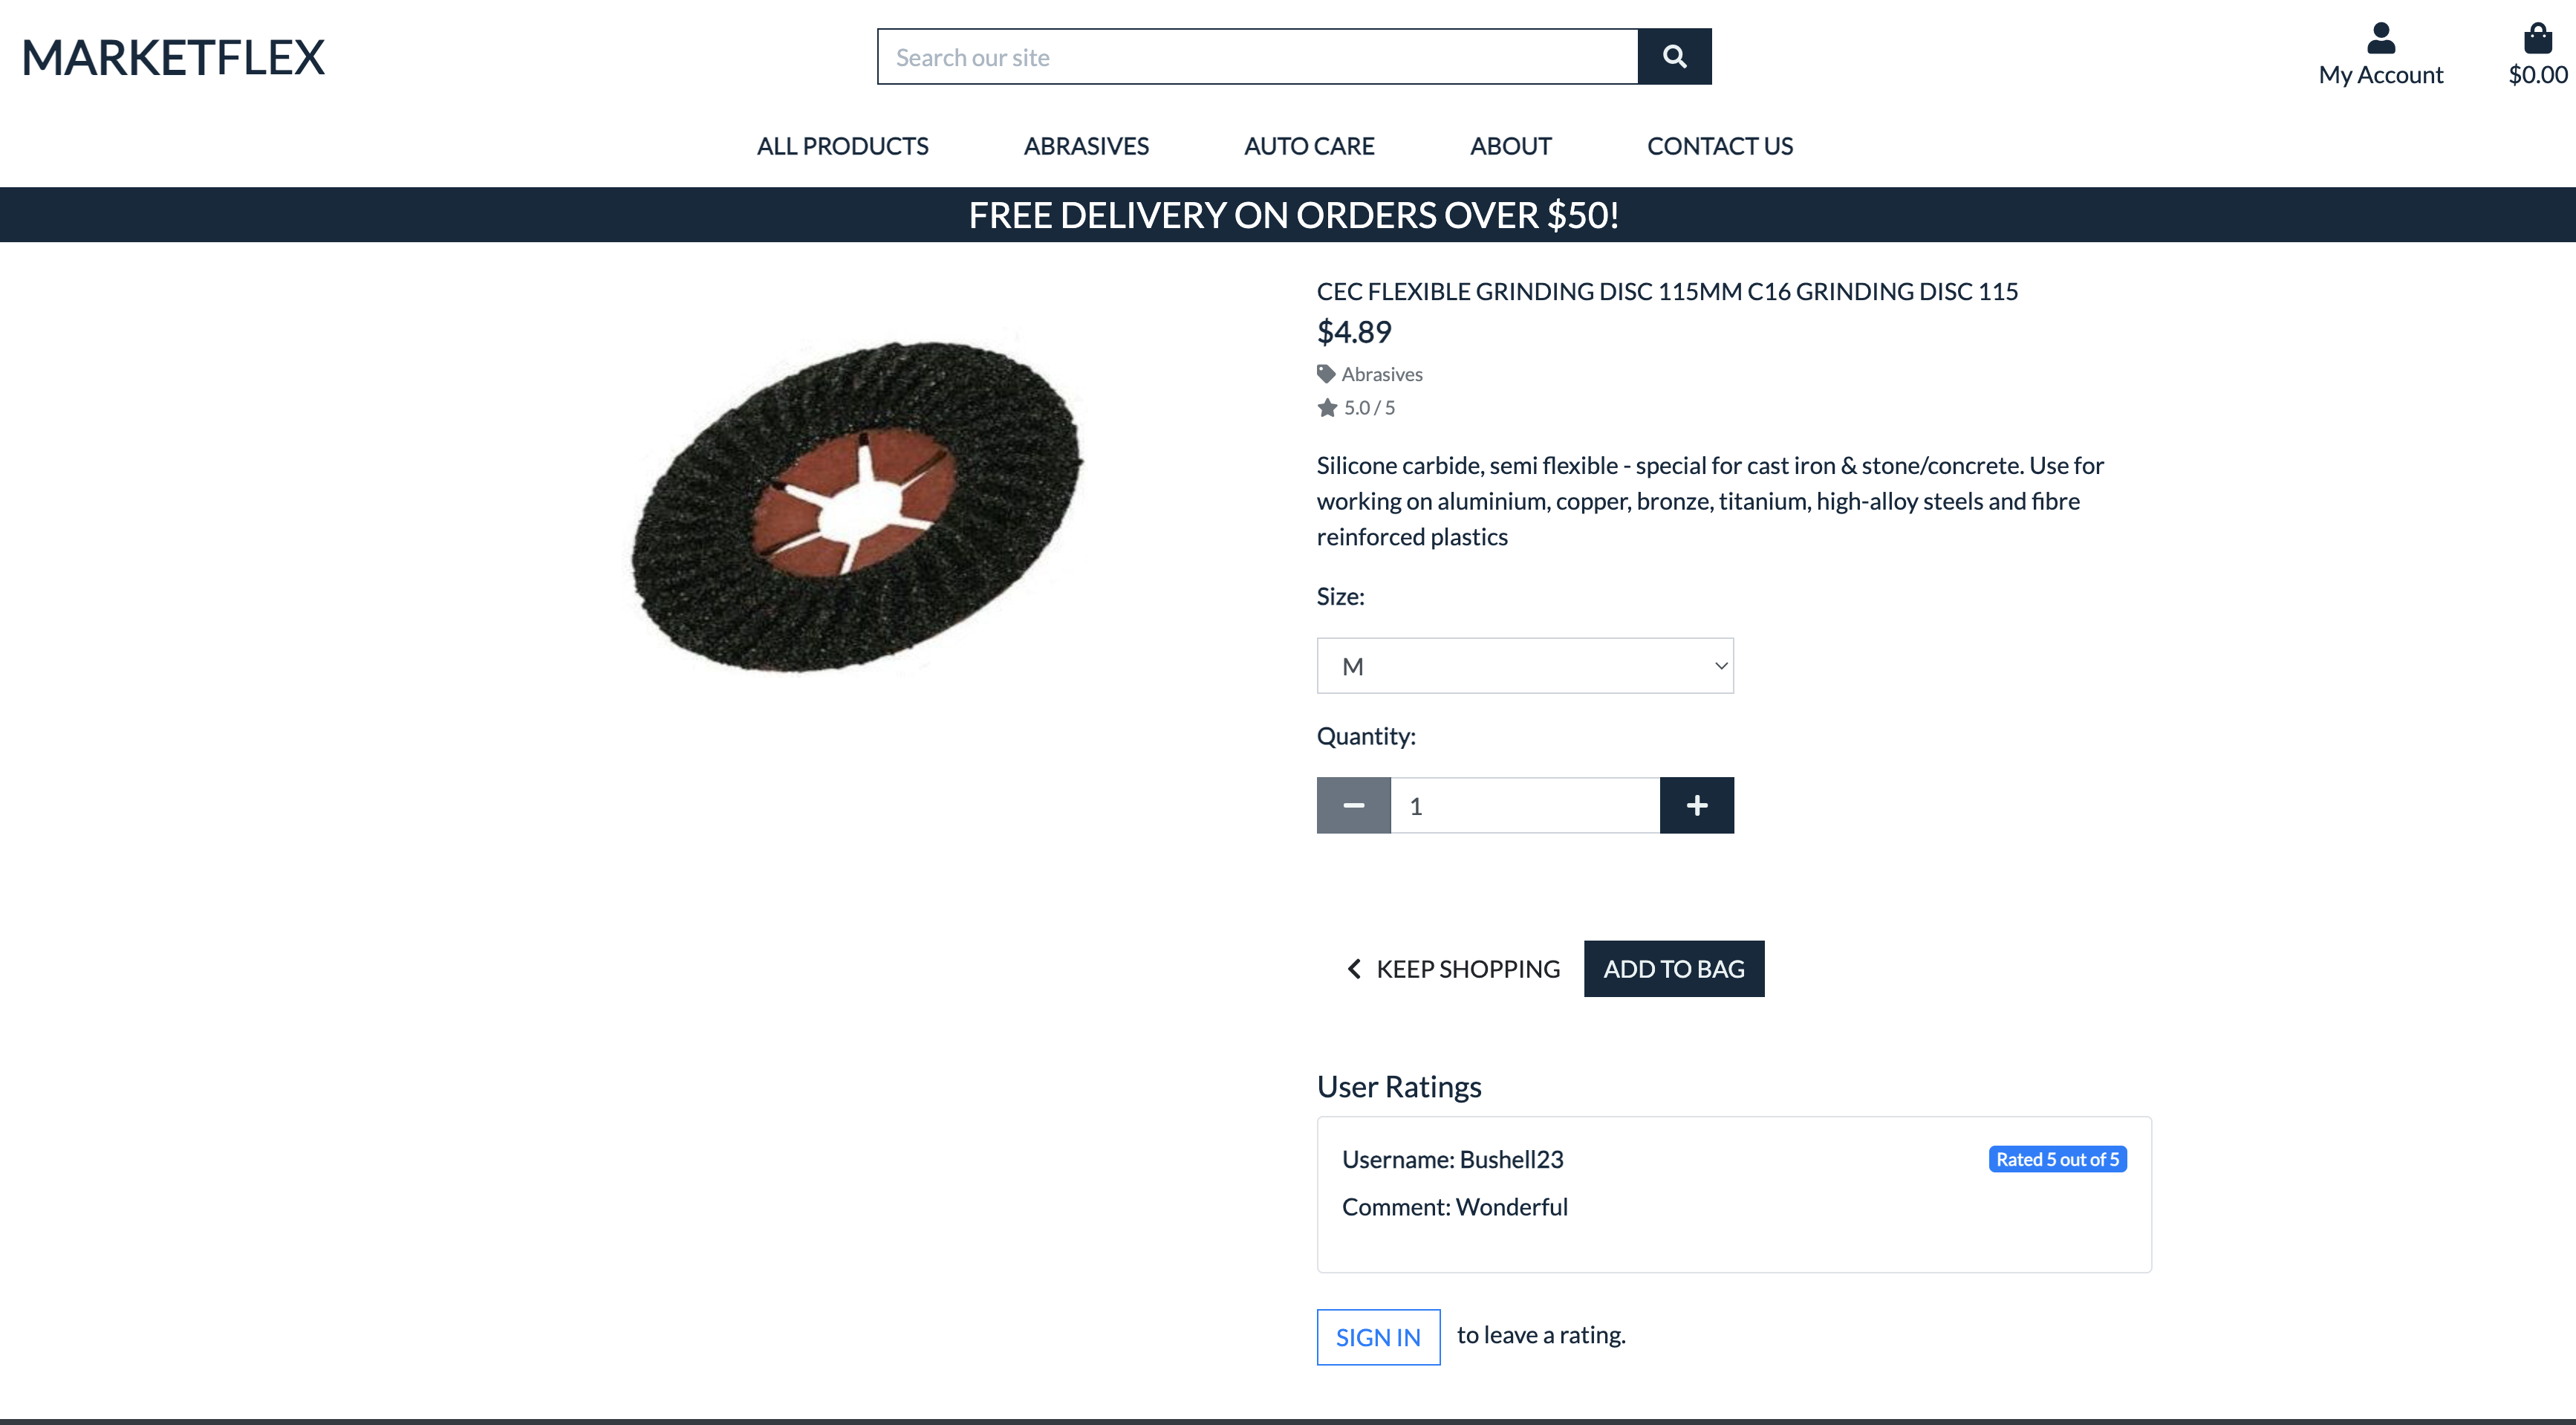 MARKETFLEX
Search our site
My Account
$0.00
ALL PRODUCTS
ABRASIVES
AUTO CARE
ABOUT
CONTACT US
FREE DELIVERY ON ORDERS OVER $50!
CEC FLEXIBLE GRINDING DISC 115MM C16 GRINDING DISC 115
$4.89
Abrasives
5.0 / 5
Silicone carbide, semi flexible - special for cast iron & stone/concrete. Use for
working on aluminium, copper, bronze, titanium, high-alloy steels and fibre
reinforced plastics
Size:
M
Quantity:
1
KEEP SHOPPING
ADD TO BAG
User Ratings
Username: Bushell23
Rated 5 out of 5
Comment: Wonderful
SIGN IN to leave a rating.